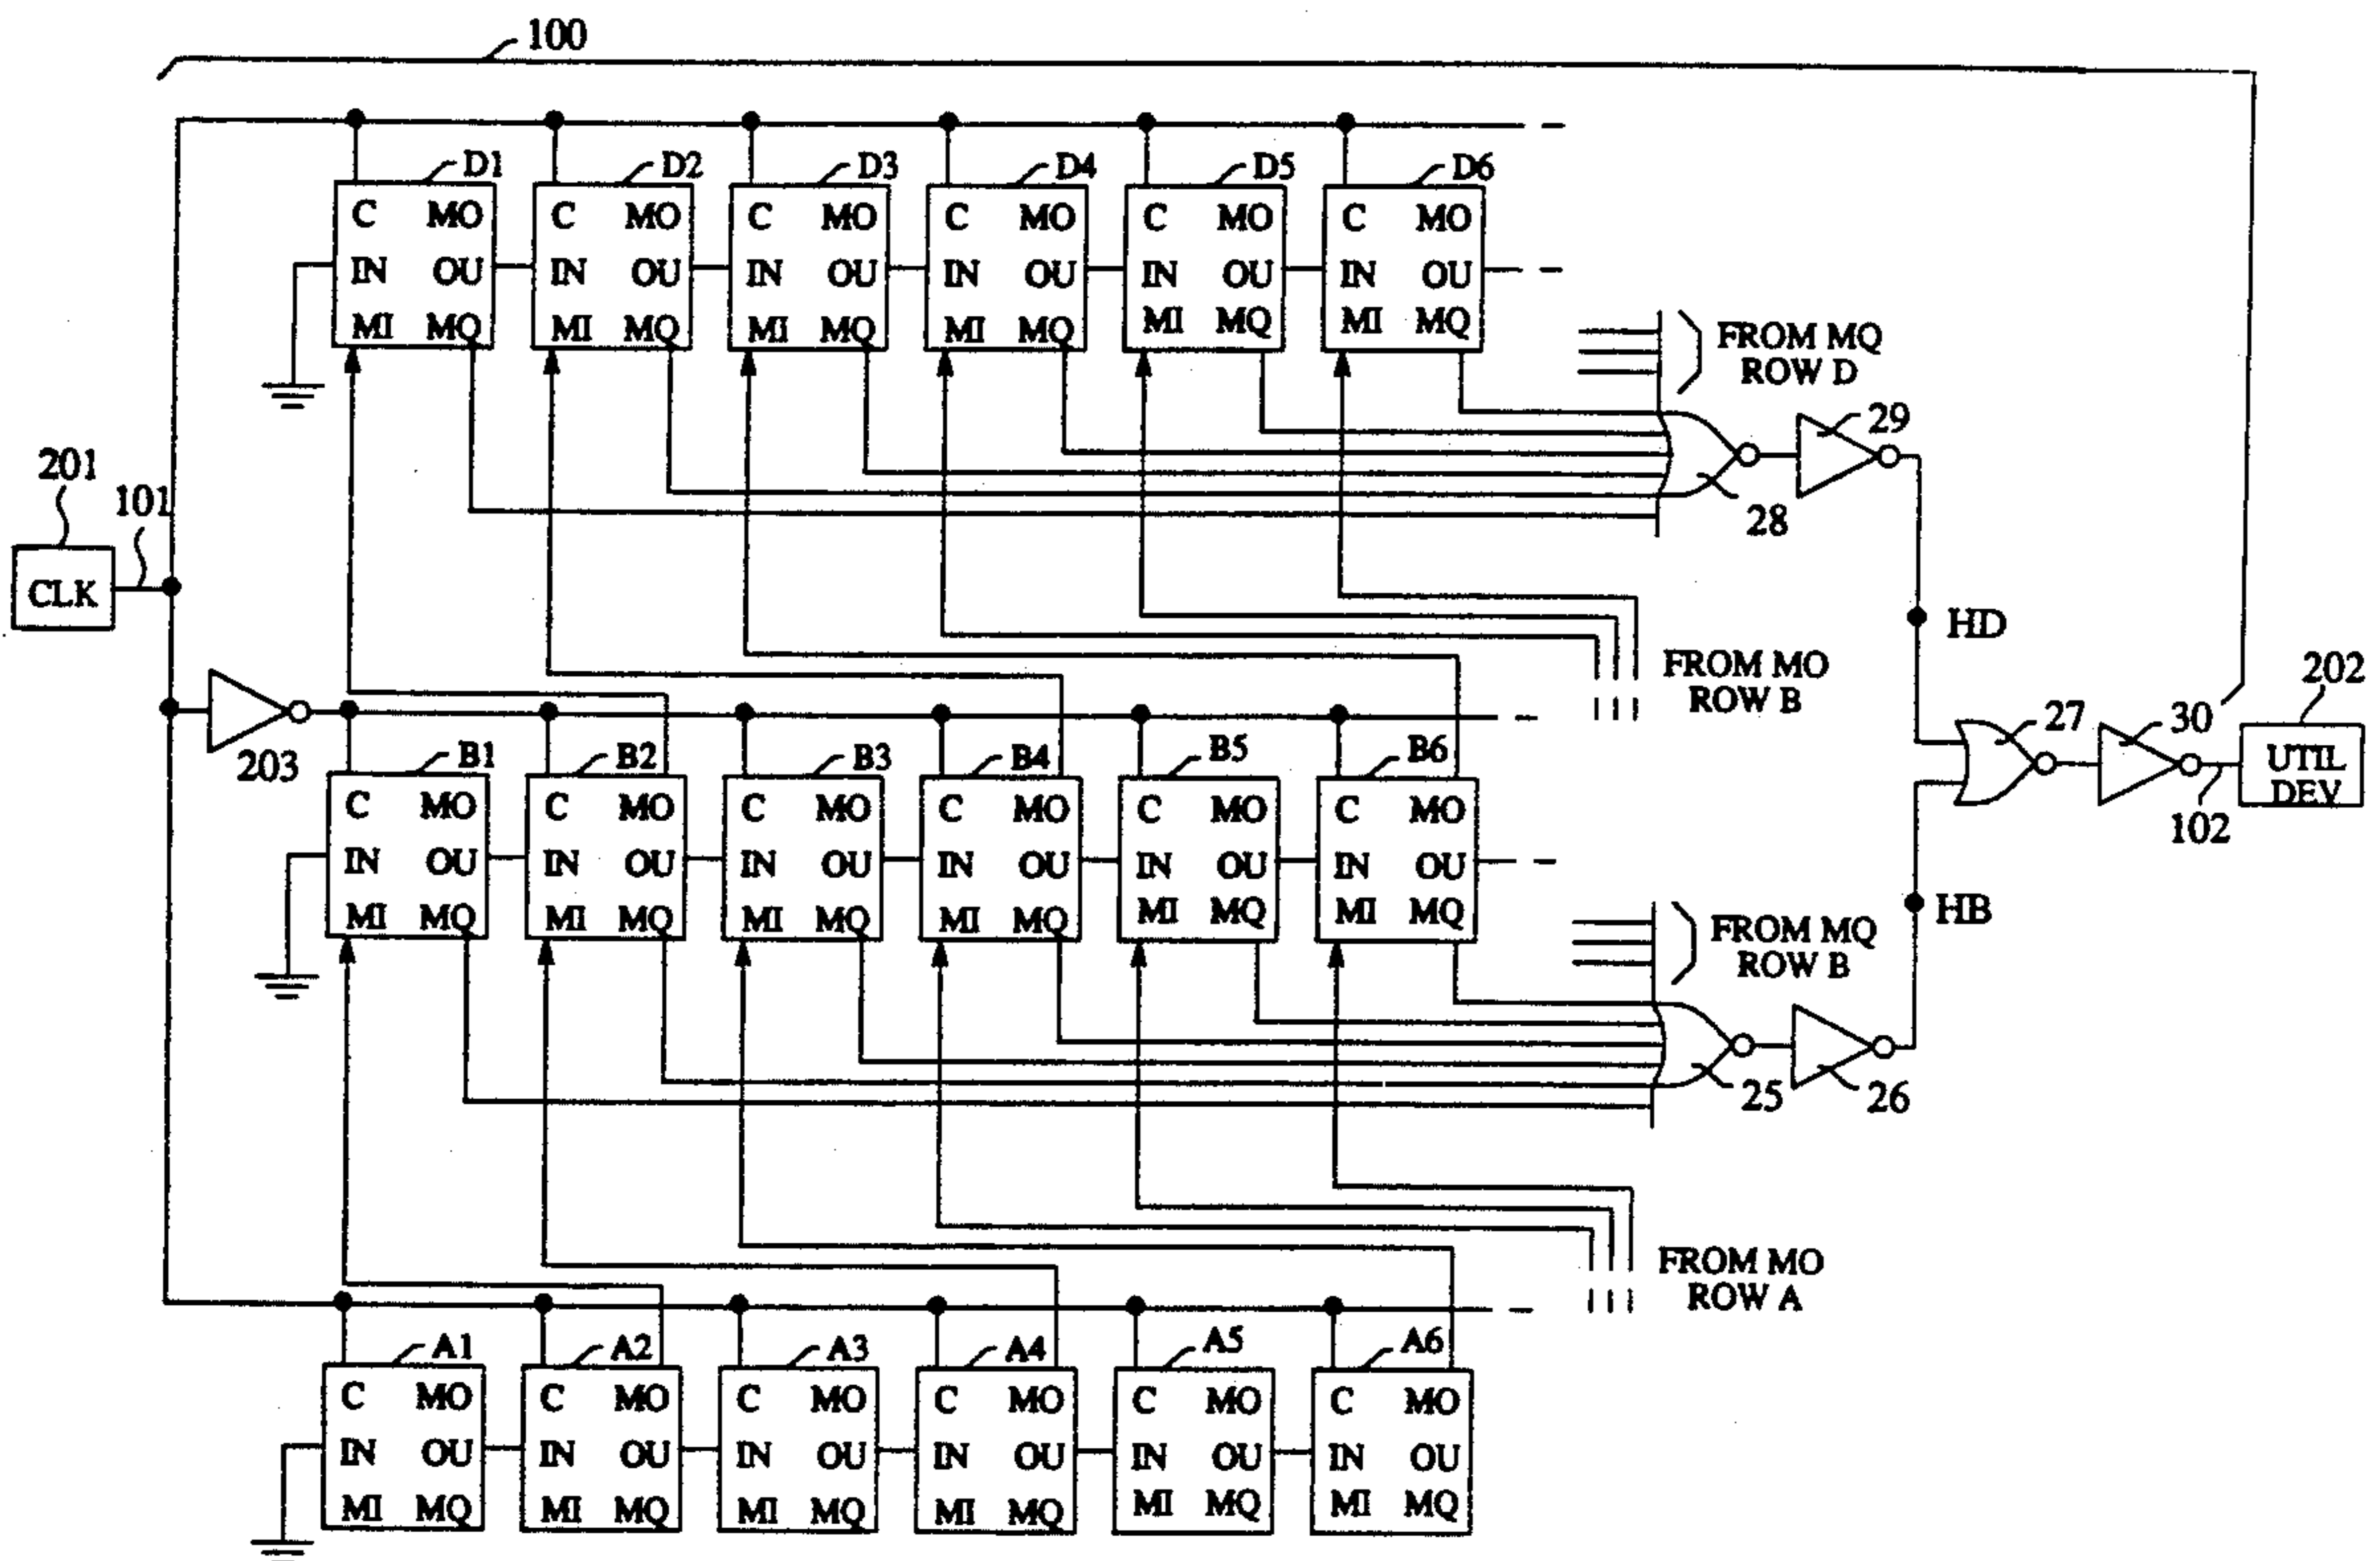 100
D1 D2 D3 D4 D5 D6
C MO C MO C MO C MO C MO C MO
IN OU IN OU IN OU IN OU IN OU IN OU
MI MQ MI MQ MI MQ MI MQ MI MQ MI MQ
FROM MQ
ROW D
29
28
201
101
CLK
HD
FROM MO
ROW B
202
203
27
30
UTIL
DEV
102
B1 B2 B3 B4 B5 B6
C MO C MO C MO C MO C MO C MO
IN OU IN OU IN OU IN OU IN OU IN OU
MI MQ MI MQ MI MQ MI MQ MI MQ MI MQ
HB
FROM MQ
ROW B
25
26
FROM MO
ROW A
A1 A2 A3 A4 A5 A6
C MO C MO C MO C MO C MO C MO
IN OU IN OU IN OU IN OU IN OU IN OU
MI MQ MI MQ MI MQ MI MQ MI MQ MI MQ